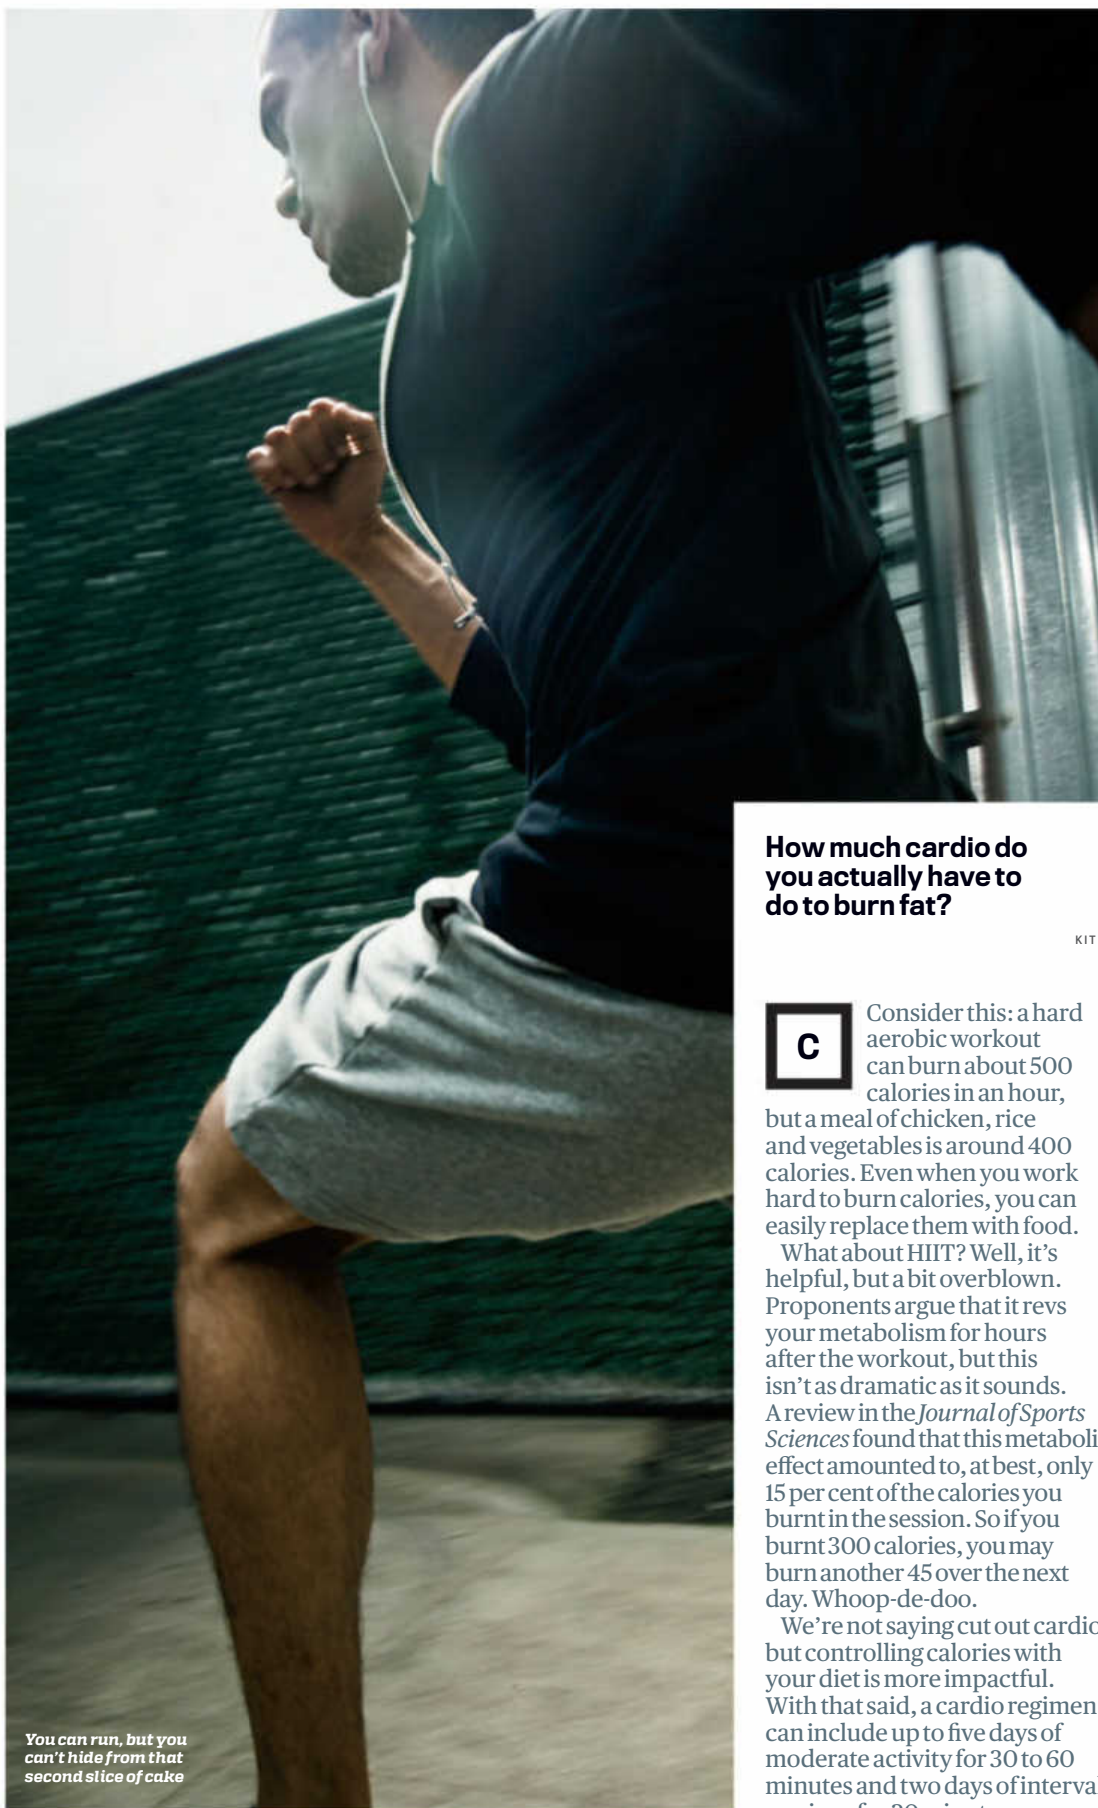 How much cardio do
you actually have to
do to burn fat?
KIT
C
Consider this: a hard
aerobic workout
can burn about 500
calories in an hour,
but a meal of chicken, rice
and vegetables is around 400
calories. Even when you work
hard to burn calories, you can
easily replace them with food.
What about HIIT? Well, it’s
helpful, but a bit overblown.
Proponents argue that it revs
your metabolism for hours
after the workout, but this
isn’t as dramatic as it sounds.
A review in the Journal of Sports
Sciences found that this metaboli
effect amounted to, at best, only
15 per cent of the calories you
burnt in the session. So if you
burnt 300 calories, you may
burn another 45 over the next
day. Whoop-de-doo.
We’re not saying cut out cardio
but controlling calories with
your diet is more impactful.
With that said, a cardio regimen
can include up to five days of
moderate activity for 30 to 60
minutes and two days of interval
You can run, but you
can’t hide from that
second slice of cake